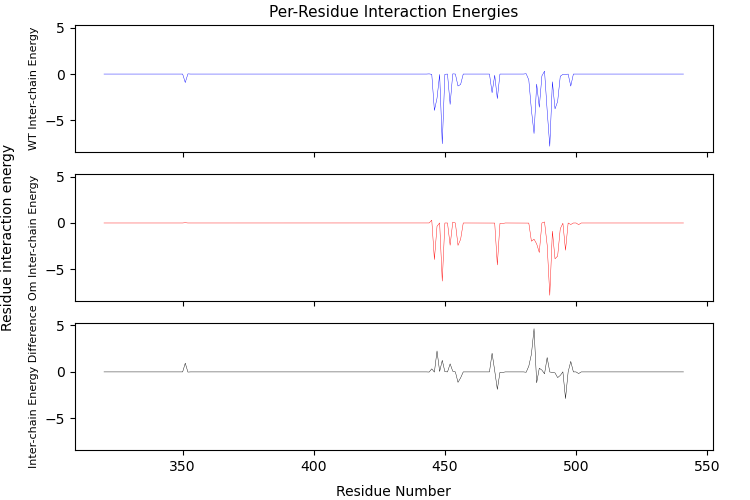 Per-Residue Interaction Energies
Residue interaction energy
WT Inter-chain Energy
5
0
−5
Om Inter-chain Energy
5
0
−5
Inter-chain Energy Difference
5
0
−5
350
400
450
500
550
Residue Number